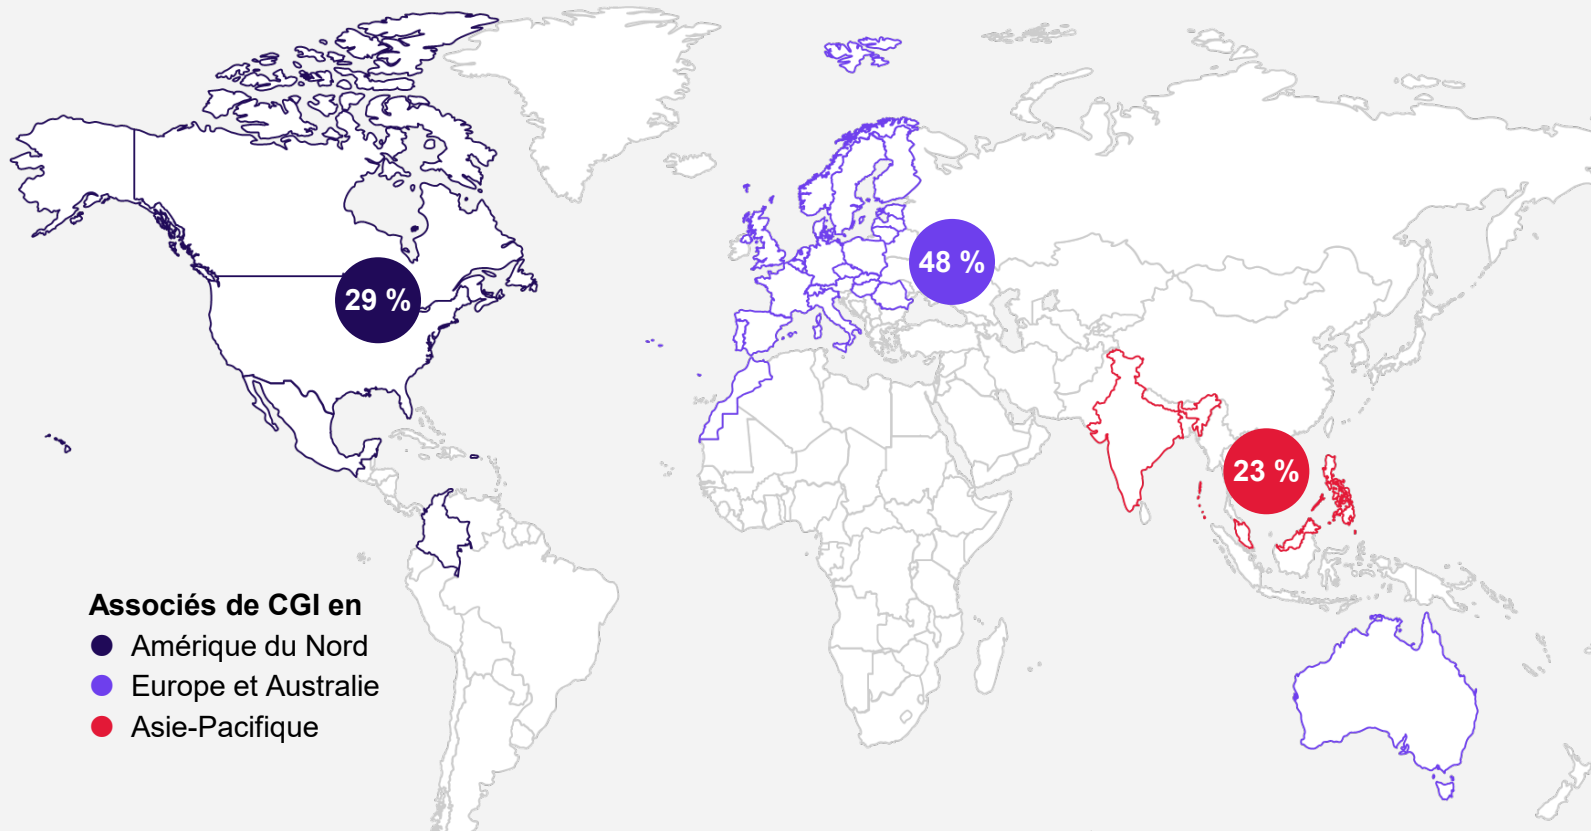 48 %
29 %
23 %
Associés de CGI en
Amérique du Nord
Europe et Australie
Asie-Pacifique